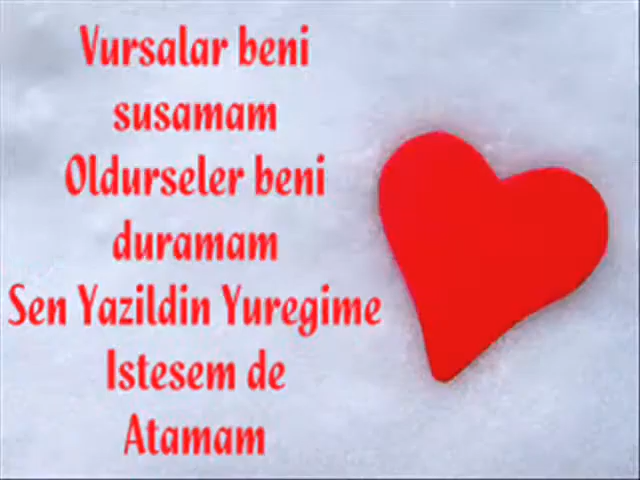 Vursalar beni
susamam
Oldurseler beni
duramam
Sen Yazildin Yuregime
Istesem de
Atamam